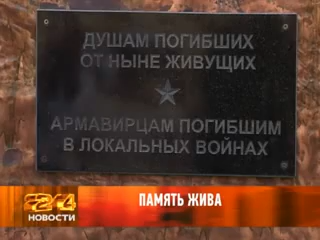 ДУШАМ ПОГИБШИХ
ОТ НЫНЕ ЖИВУЩИХ
АРМАВИРЦАМ ПОГИБШИМ
В ЛОКАЛЬНЫХ ВОЙНАХ
24
НОВОСТИ
ПАМЯТЬ ЖИВА